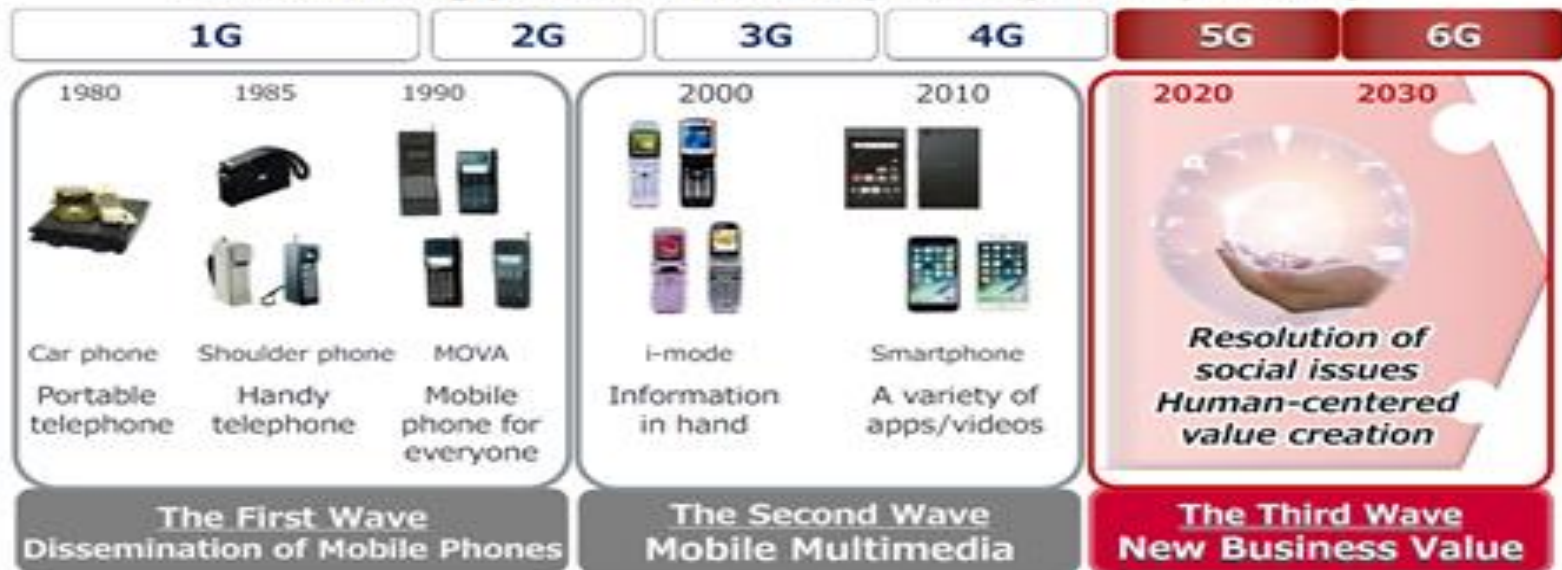 1G 2G 3G 4G 5G 6G
1980 1985 1990 2000 2010 2020 2030
Car phone
Portable
telephone
Shoulder phone
Handy
telephone
MOVA
Mobile
phone for
everyone
i-mode
Information
in hand
Smartphone
A variety of
apps/videos
Resolution of
social issues
Human-centered
value creation
The First Wave
Dissemination of Mobile Phones
The Second Wave
Mobile Multimedia
The Third Wave
New Business Value